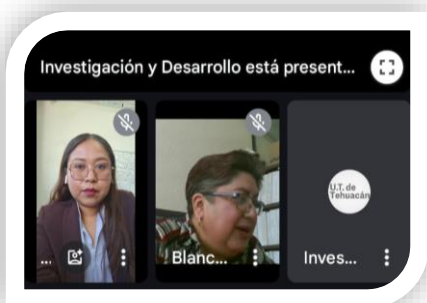 Investigación y Desarrollo está present...
U.T. de
Tehuacán
...
Blanc...
Inves...